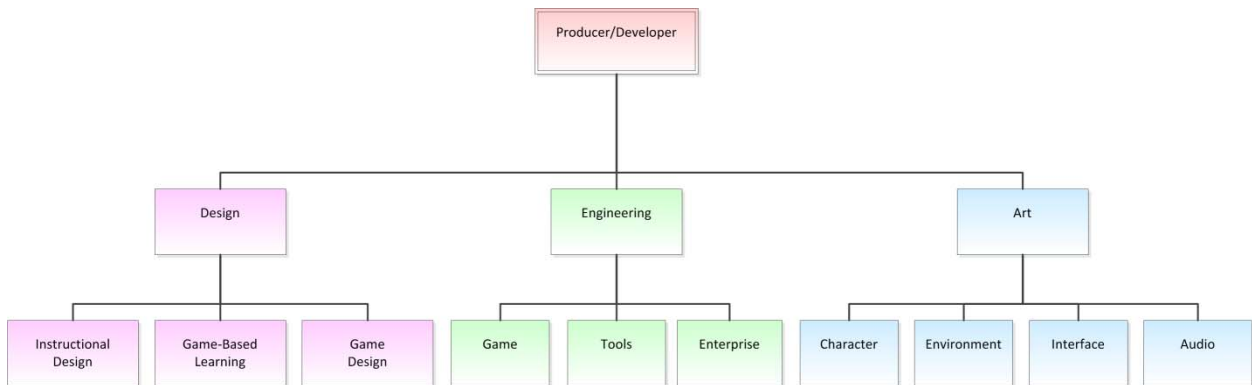 Producer/Developer
Design
Engineering
Art
Instructional
Design
Game-Based
Learning
Game
Design
Game
Tools
Enterprise
Character
Environment
Interface
Audio